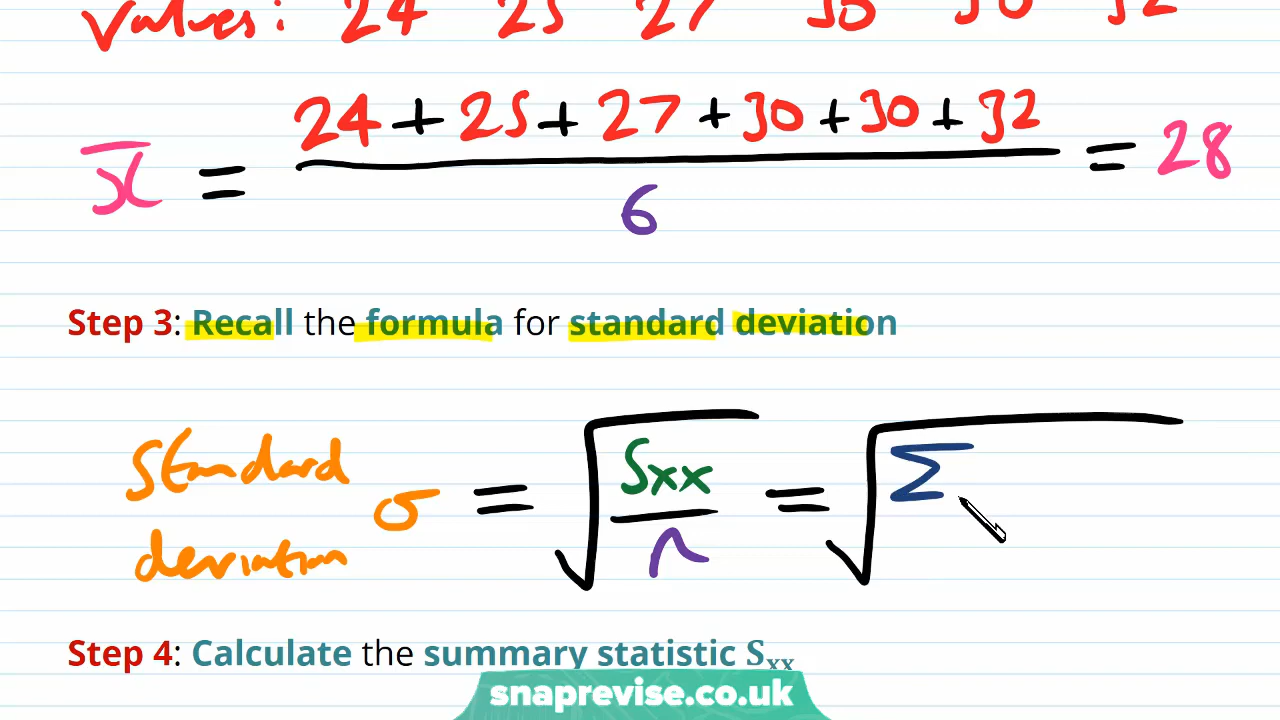 values: 24 25 27 30 30 32
x̄ = 24 + 25 + 27 + 30 + 30 + 32 / 6 = 28
Step 3: Recall the formula for standard deviation
standard deviation σ = √(Sxx / n) = √(Σ
Step 4: Calculate the summary statistic Sxx
snaprevise.co.uk